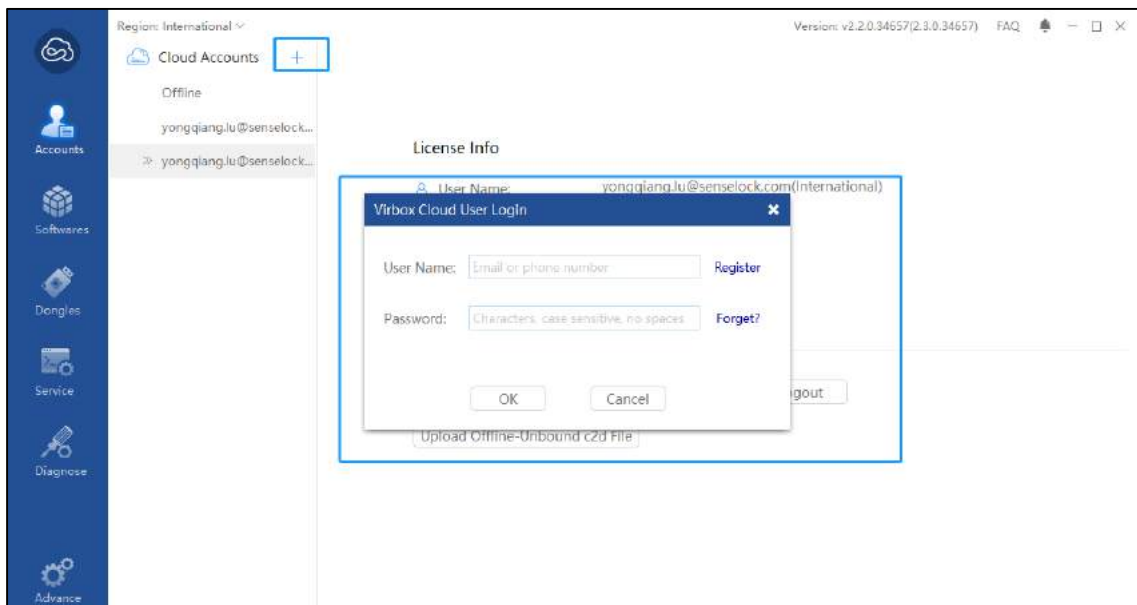 Region: International
Version: v2.2.0.34657(2.3.0.34657) FAQ
Cloud Accounts
Offline
yongqiang.lu@senselock...
yongqiang.lu@senselock...
Accounts
Softwares
Dongles
Service
Diagnose
Advance
License Info
User Name: yongqiang.lu@senselock.com(International)
Virbox Cloud User Login
User Name: Email or phone number Register
Password: Characters, case sensitive, no spaces Forget?
OK Cancel
gout
Upload Offline-Unbound c2d File